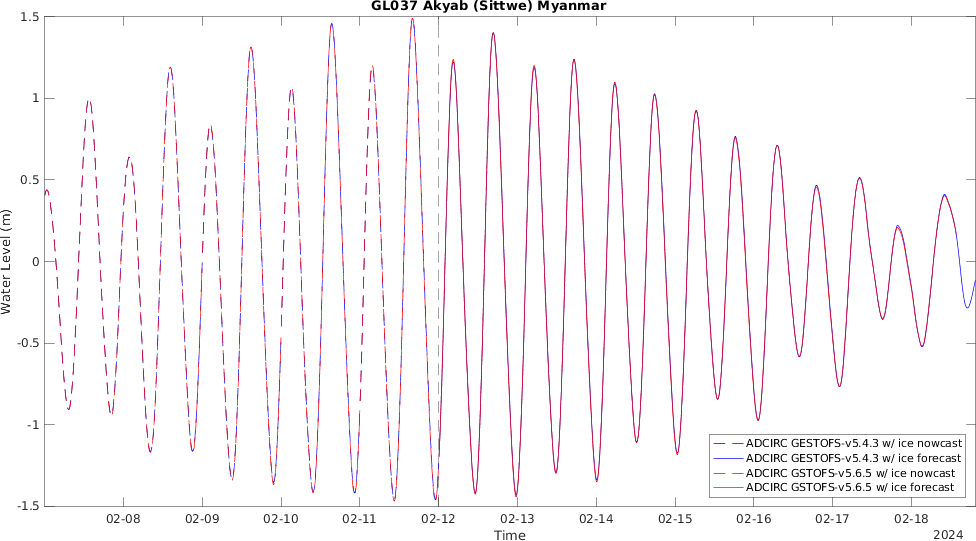 GL037 Akyab (Sittwe) Myanmar
1.5
1
0.5
0
-0.5
-1
-1.5
Water Level (m)
ADCIRC GESTOFS-v5.4.3 w/ ice nowcast
ADCIRC GESTOFS-v5.4.3 w/ ice forecast
ADCIRC GSTOFS-v5.6.5 w/ ice nowcast
ADCIRC GSTOFS-v5.6.5 w/ ice forecast
02-08 02-09 02-10 02-11 02-12 02-13 02-14 02-15 02-16 02-17 02-18
Time
2024